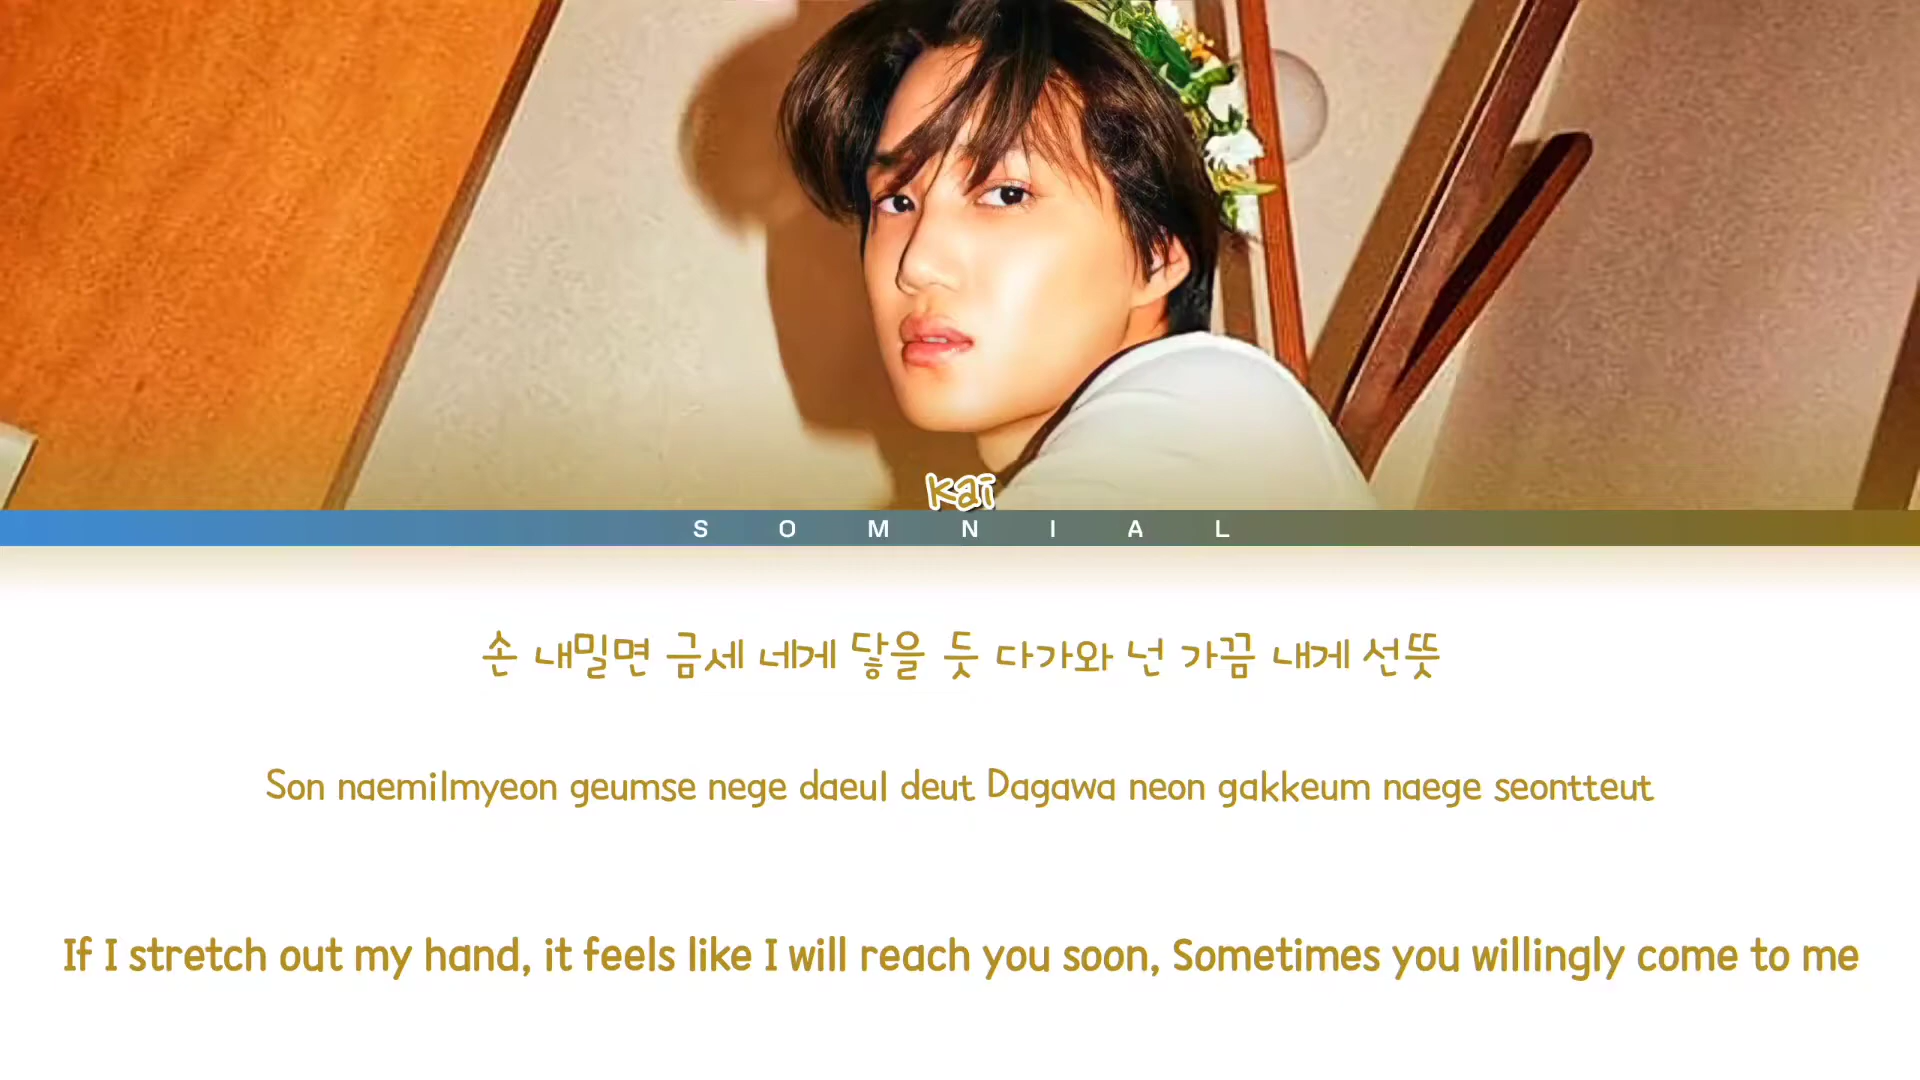 Kai
SOMNIAL
손 내밀면 금세 네게 닿을 듯 다가와 넌 가끔 내게 선뜻
Son naemilmyeon geumse nege daeul deut Dagawa neon gakkeum naege seontteut
If I stretch out my hand, it feels like I will reach you soon, Sometimes you willingly come to me